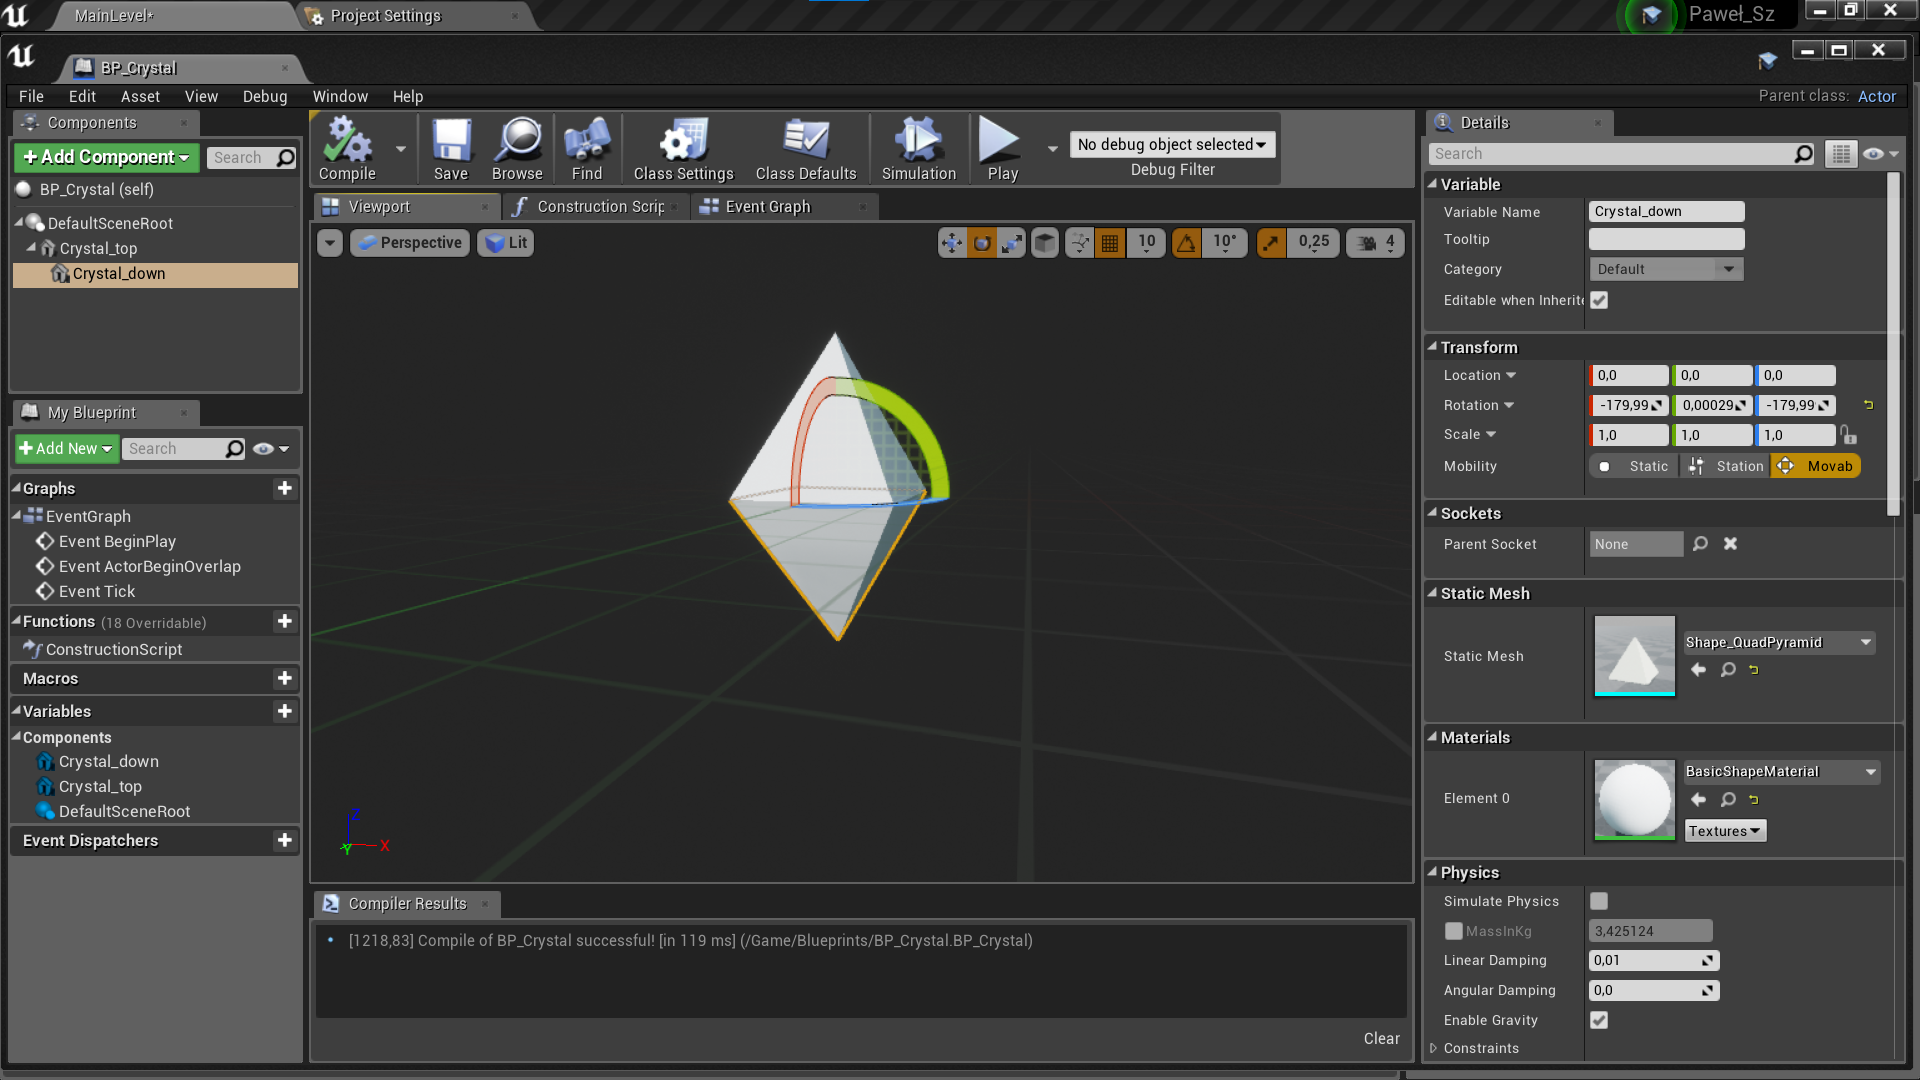 MainLevel*
Project Settings
Paweł_Sz
BP_Crystal
File Edit Asset View Debug Window Help
Parent class: Actor
Components
Add Component
Search
BP_Crystal (self)
DefaultSceneRoot
Crystal_top
Crystal_down
My Blueprint
Add New
Search
Graphs
EventGraph
Event BeginPlay
Event ActorBeginOverlap
Event Tick
Functions (18 Overridable)
ConstructionScript
Macros
Variables
Components
Crystal_down
Crystal_top
DefaultSceneRoot
Event Dispatchers
Compile
Save
Browse
Find
Class Settings
Class Defaults
Simulation
Play
No debug object selected
Debug Filter
Viewport
Construction Scrip
Event Graph
Perspective
Lit
10
10°
0,25
4
Z
Y
X
Compiler Results
[1218,83] Compile of BP_Crystal successful! [in 119 ms] (/Game/Blueprints/BP_Crystal.BP_Crystal)
Clear
Details
Search
Variable
Variable Name Crystal_down
Tooltip
Category Default
Editable when Inherite
Transform
Location 0,0 0,0 0,0
Rotation -179,99 0,00029 -179,99
Scale 1,0 1,0 1,0
Mobility Static Station Movab
Sockets
Parent Socket None
Static Mesh
Static Mesh Shape_QuadPyramid
Materials
Element 0 BasicShapeMaterial
Textures
Physics
Simulate Physics
MassInKg 3,425124
Linear Damping 0,01
Angular Damping 0,0
Enable Gravity
Constraints